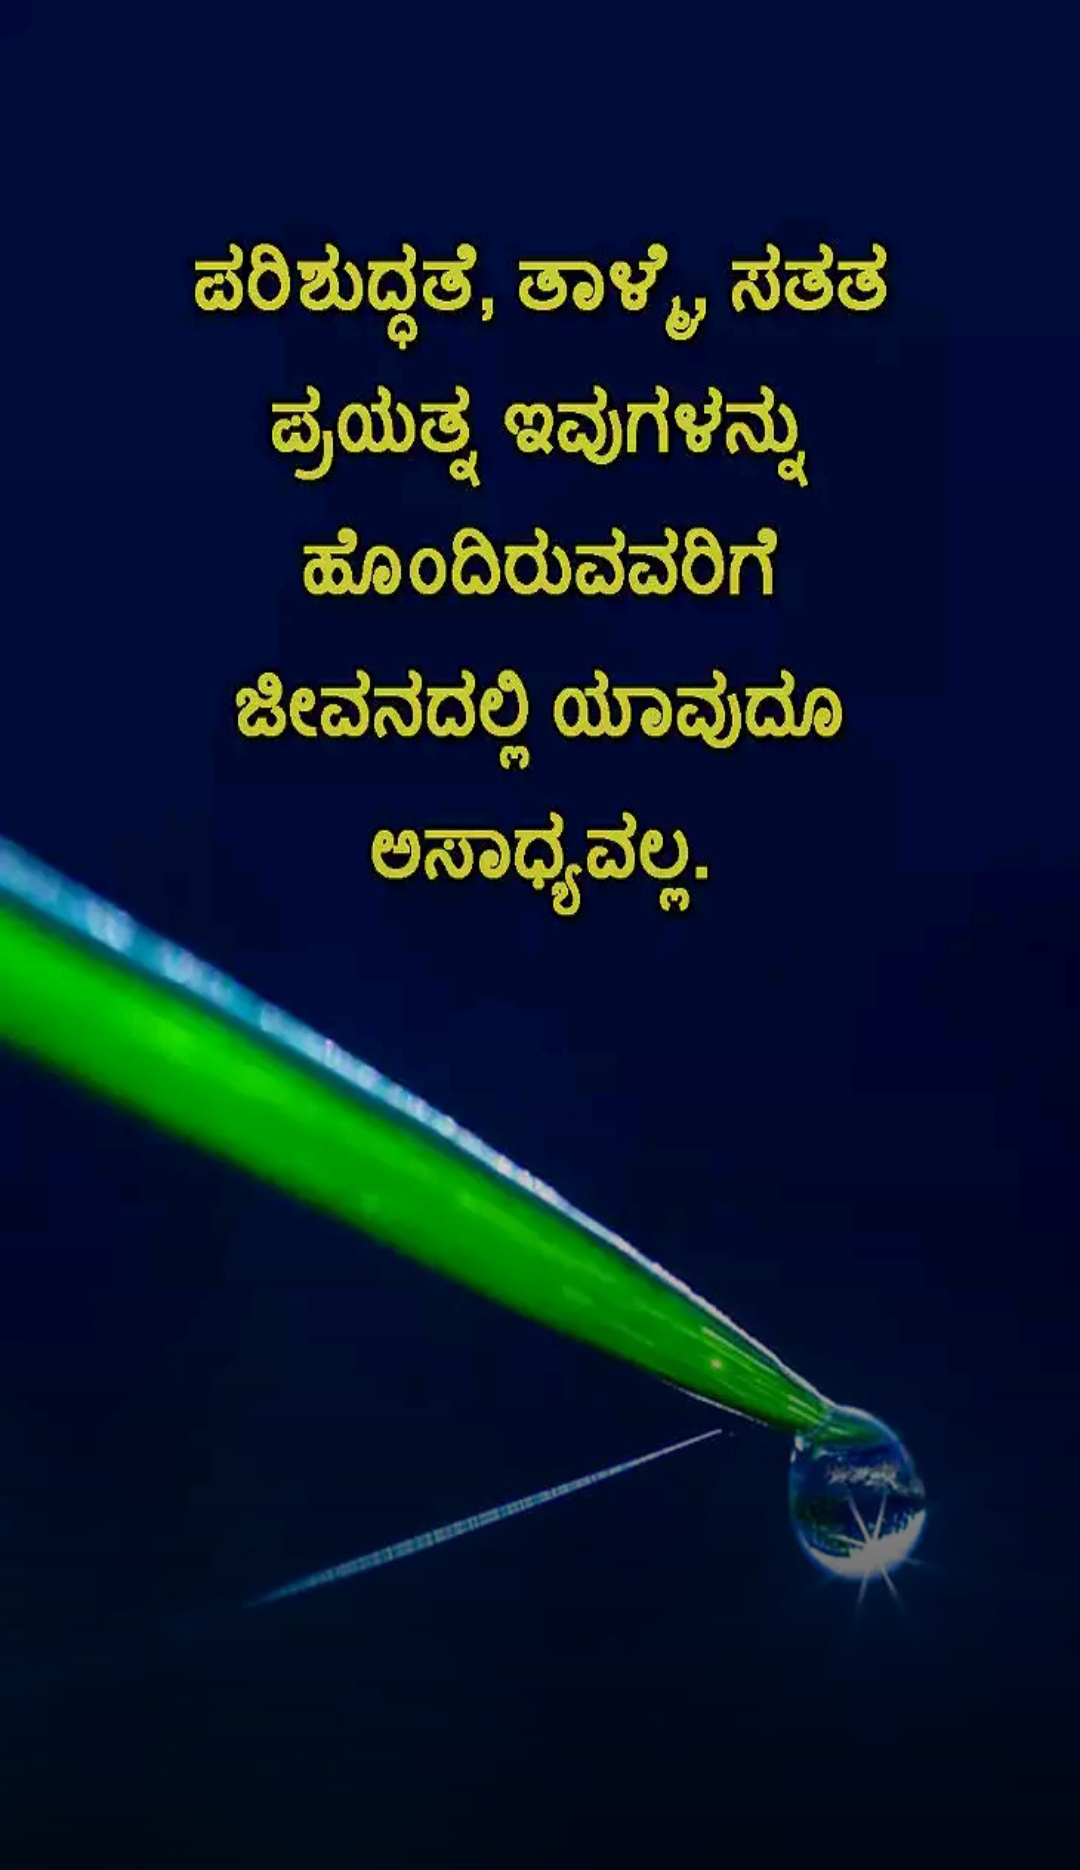 ಪರಿಶುದ್ಧತೆ, ತಾಳ್ಮೆ, ಸತತ
ಪ್ರಯತ್ನ ಇವುಗಳನ್ನು
ಹೊಂದಿರುವವರಿಗೆ
ಜೀವನದಲ್ಲಿ ಯಾವುದೂ
ಅಸಾಧ್ಯವಲ್ಲ.